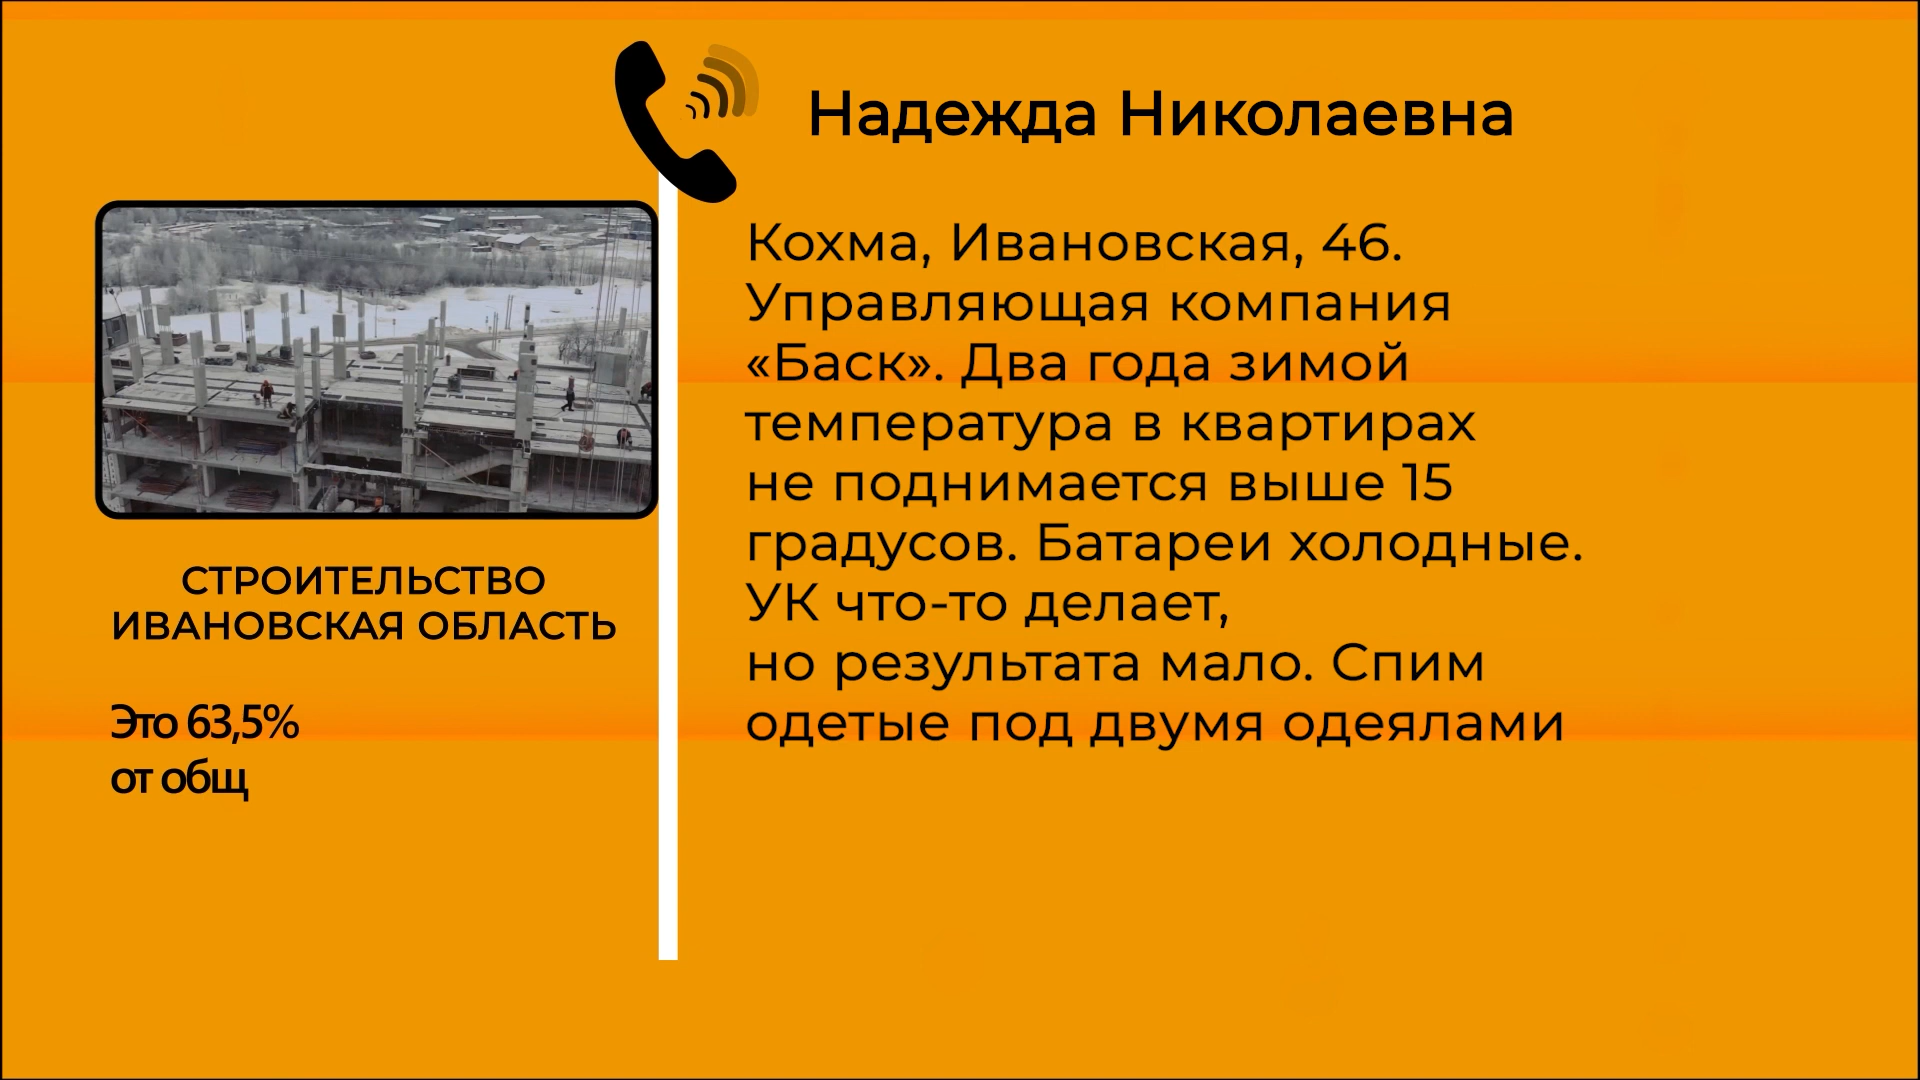 Надежда Николаевна
Кохма, Ивановская, 46.
Управляющая компания
«Баск». Два года зимой
температура в квартирах
не поднимается выше 15
градусов. Батареи холодные.
УК что-то делает,
но результата мало. Спим
одетые под двумя одеялами
СТРОИТЕЛЬСТВО
ИВАНОВСКАЯ ОБЛАСТЬ
Это 63,5%
от общ